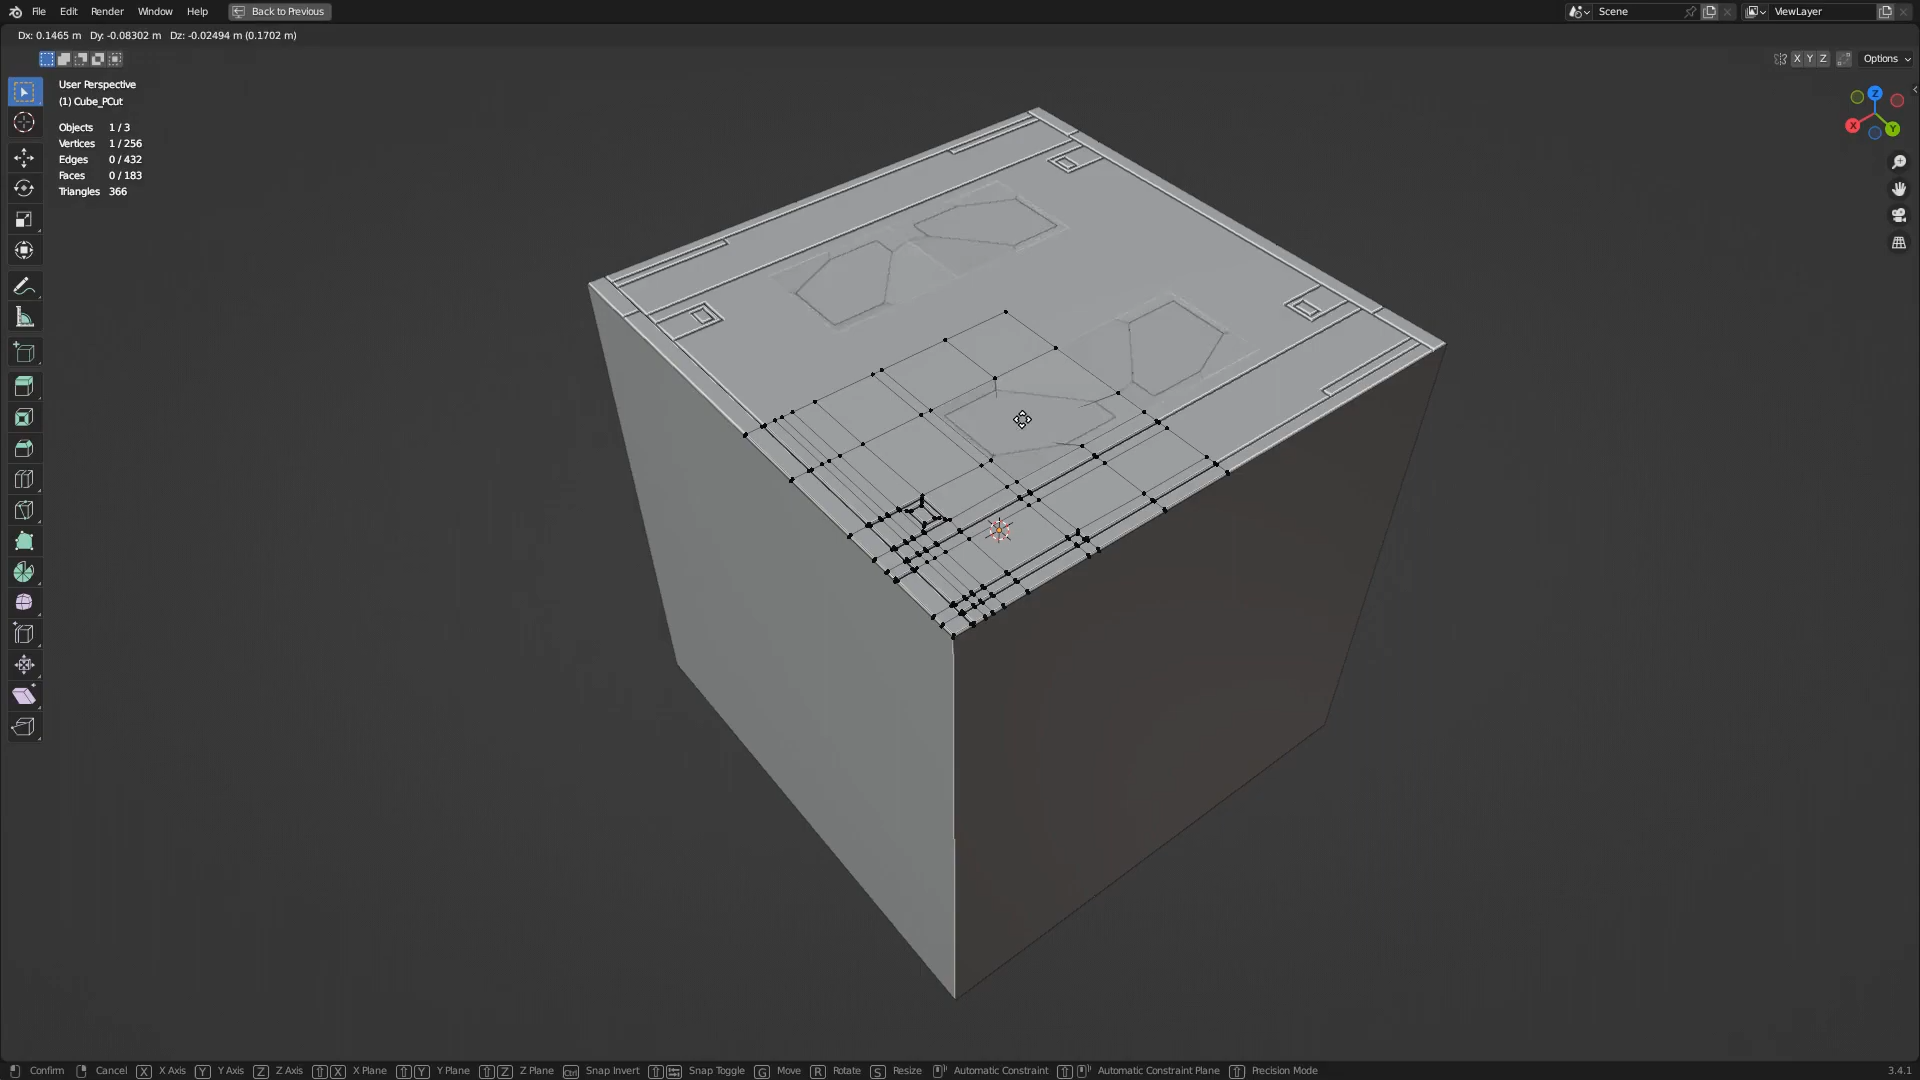 File Edit Render Window Help Back to Previous Scene ViewLayer
Dx: 0.1465 m Dy: -0.08302 m Dz: -0.02494 m (0.1702 m)
X Y Z Options
User Perspective
(1) Cube_PCut
Objects 1 / 3
Vertices 1 / 256
Edges 0 / 432
Faces 0 / 183
Triangles 366
Z
X
Y
Confirm Cancel X X Axis Y Y Axis Z Z Axis X X Plane Y Y Plane Z Z Plane Ctrl Snap Invert Snap Toggle G Move R Rotate S Resize Automatic Constraint Automatic Constraint Plane Precision Mode 3.4.1